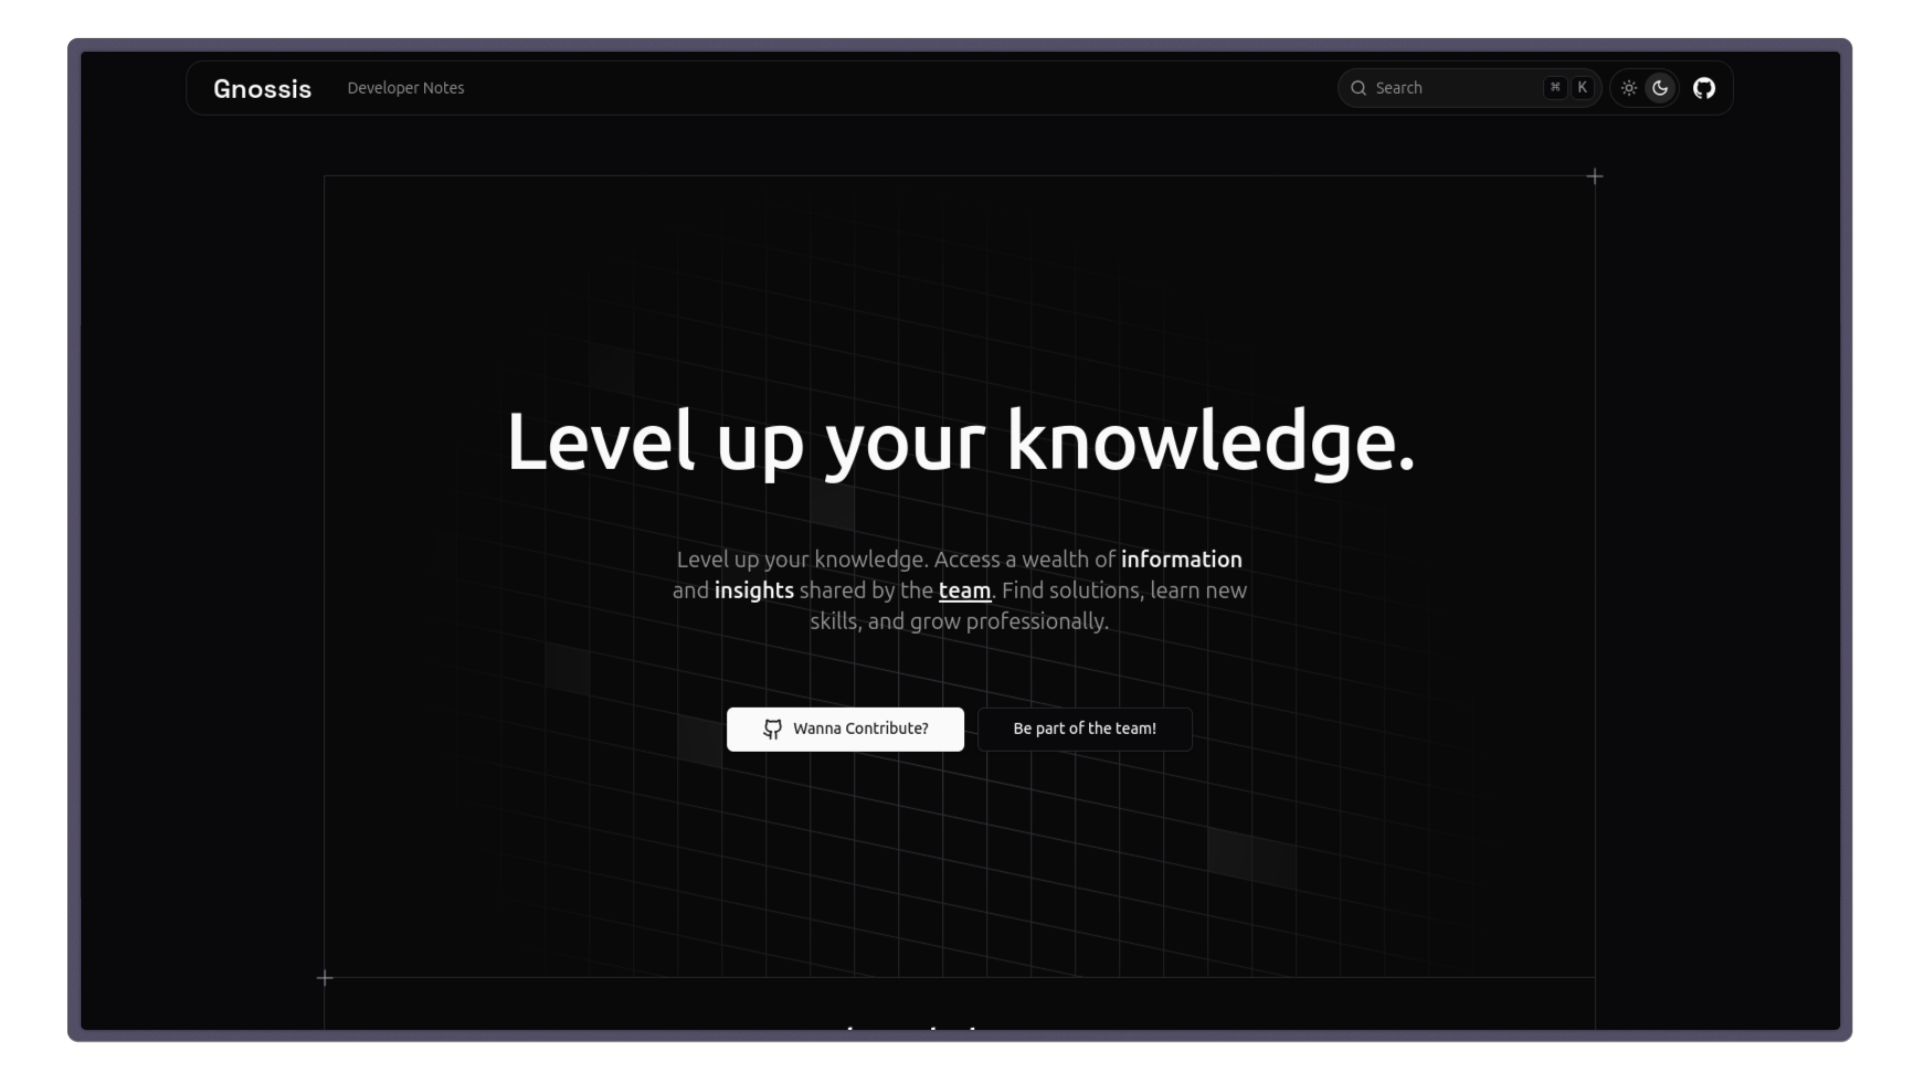 Gnossis
Developer Notes
Search
⌘ K
Level up your knowledge.
Level up your knowledge. Access a wealth of information
and insights shared by the team. Find solutions, learn new
skills, and grow professionally.
Wanna Contribute?
Be part of the team!